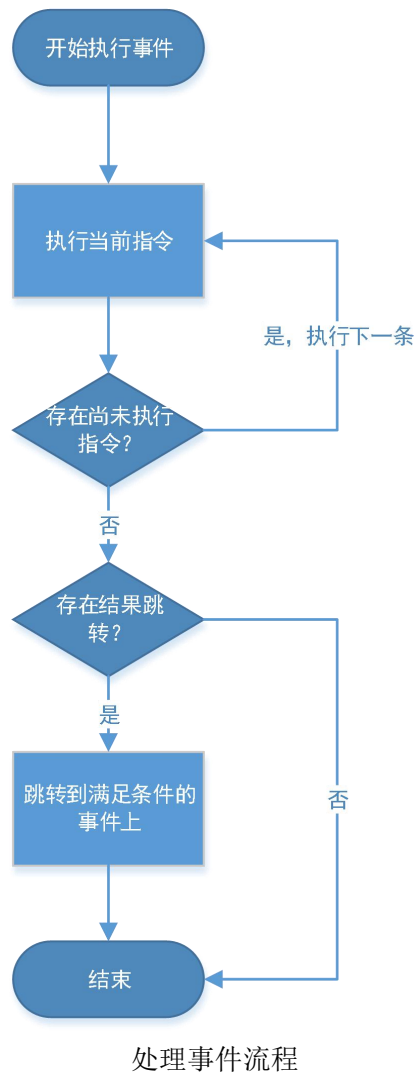 开始执行事件
执行当前指令
是，执行下一条
存在尚未执行
指令？
否
存在结果跳
转？
是
跳转到满足条件的
事件上
否
结束
处理事件流程